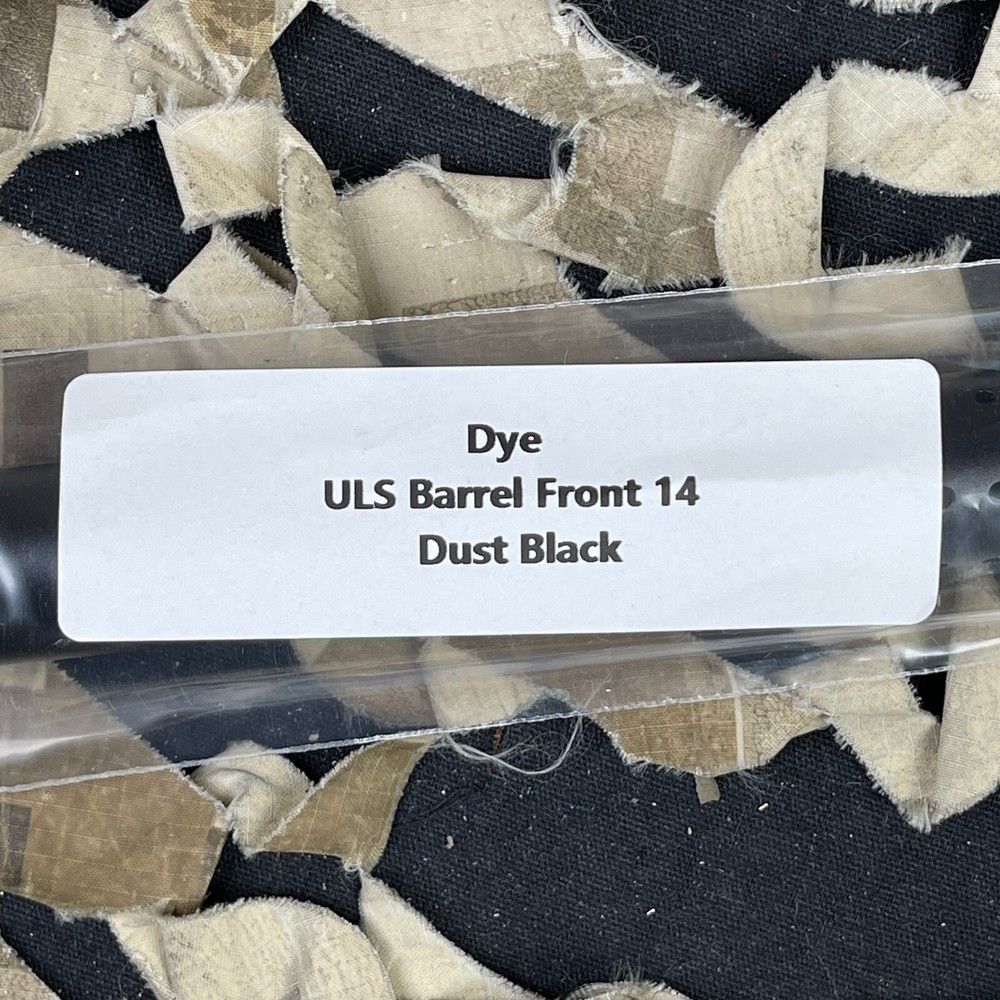 Dye
ULS Barrel Front 14
Dust Black